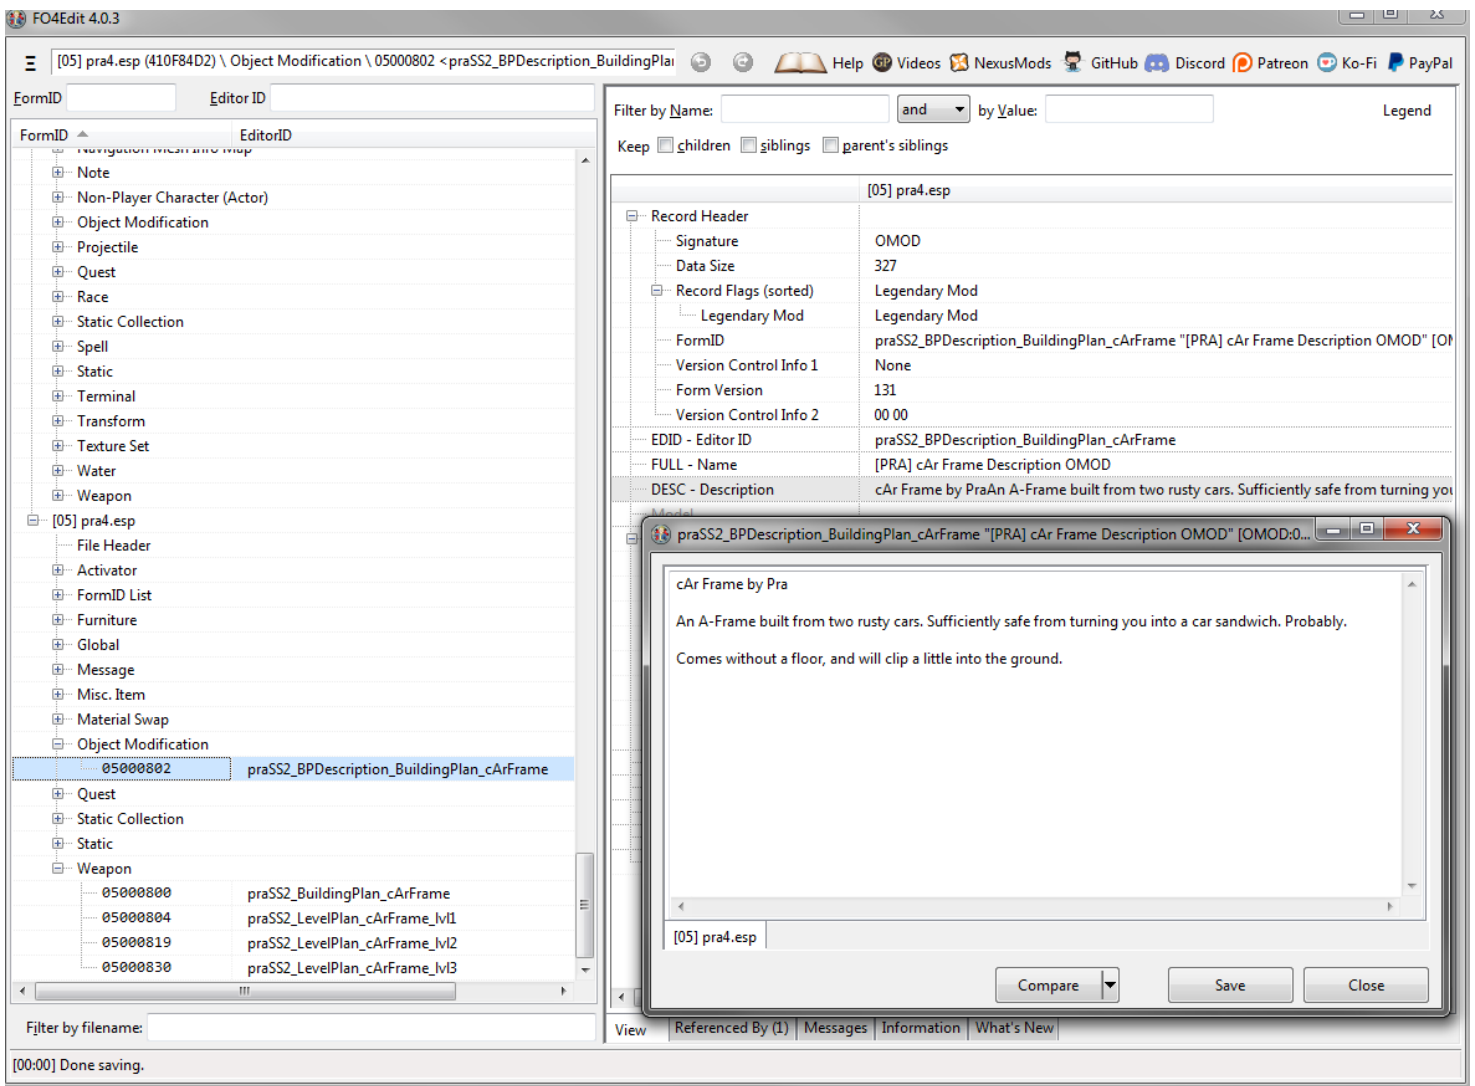 FO4Edit 4.0.3
[05] pra4.esp (410F84D2) \ Object Modification \ 05000802 <praSS2_BPDescription_BuildingPla
Help Videos NexusMods GitHub Discord Patreon Ko-Fi PayPal
FormID Editor ID
FormID EditorID
Navigation Mesh Info Map
Note
Non-Player Character (Actor)
Object Modification
Projectile
Quest
Race
Static Collection
Spell
Static
Terminal
Transform
Texture Set
Water
Weapon
[05] pra4.esp
File Header
Activator
FormID List
Furniture
Global
Message
Misc. Item
Material Swap
Object Modification
05000802 praSS2_BPDescription_BuildingPlan_cArFrame
Quest
Static Collection
Static
Weapon
05000800 praSS2_BuildingPlan_cArFrame
05000804 praSS2_LevelPlan_cArFrame_lvl1
05000819 praSS2_LevelPlan_cArFrame_lvl2
05000830 praSS2_LevelPlan_cArFrame_lvl3
Filter by filename:
[00:00] Done saving.
Filter by Name: and by Value: Legend
Keep children siblings parent's siblings
[05] pra4.esp
Record Header
Signature OMOD
Data Size 327
Record Flags (sorted) Legendary Mod
Legendary Mod Legendary Mod
FormID praSS2_BPDescription_BuildingPlan_cArFrame "[PRA] cAr Frame Description OMOD" [OM
Version Control Info 1 None
Form Version 131
Version Control Info 2 00 00
EDID - Editor ID praSS2_BPDescription_BuildingPlan_cArFrame
FULL - Name [PRA] cAr Frame Description OMOD
DESC - Description cAr Frame by PraAn A-Frame built from two rusty cars. Sufficiently safe from turning you
Model
praSS2_BPDescription_BuildingPlan_cArFrame "[PRA] cAr Frame Description OMOD" [OMOD:0...
cAr Frame by Pra
An A-Frame built from two rusty cars. Sufficiently safe from turning you into a car sandwich. Probably.
Comes without a floor, and will clip a little into the ground.
[05] pra4.esp
Compare Save Close
View Referenced By (1) Messages Information What's New